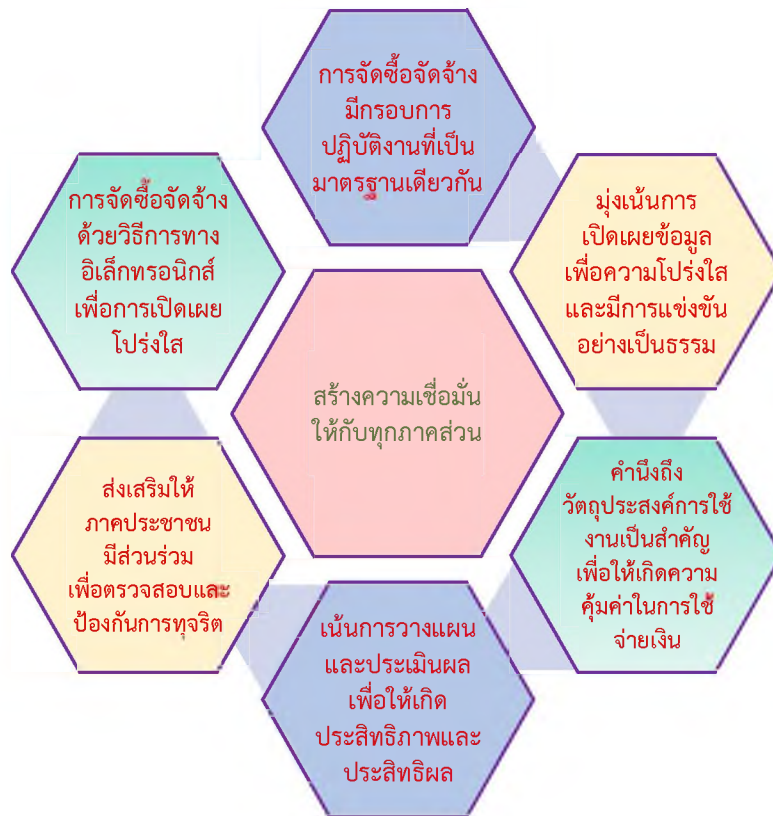 การจัดซื้อจัดจ้าง
มีกรอบการ
ปฏิบัติงานที่เป็น
มาตรฐานเดียวกัน
มุ่งเน้นการ
เปิดเผยข้อมูล
เพื่อความโปร่งใส
และมีการแข่งขัน
อย่างเป็นธรรม
คำนึงถึง
วัตถุประสงค์การใช้
งานเป็นสำคัญ
เพื่อให้เกิดความ
คุ้มค่าในการใช้
จ่ายเงิน
เน้นการวางแผน
และประเมินผล
เพื่อให้เกิด
ประสิทธิภาพและ
ประสิทธิผล
ส่งเสริมให้
ภาคประชาชน
มีส่วนร่วม
เพื่อตรวจสอบและ
ป้องกันการทุจริต
การจัดซื้อจัดจ้าง
ด้วยวิธีการทาง
อิเล็กทรอนิกส์
เพื่อการเปิดเผย
โปร่งใส
สร้างความเชื่อมั่น
ให้กับทุกภาคส่วน